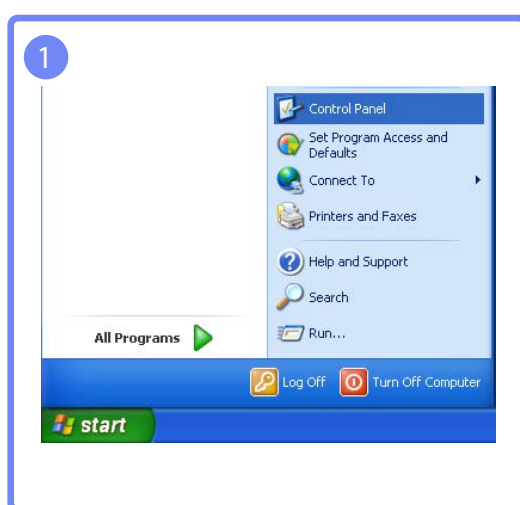 1
Control Panel
Set Program Access and
Defaults
Connect To
Printers and Faxes
Help and Support
Search
Run...
All Programs
Log Off
Turn Off Computer
start